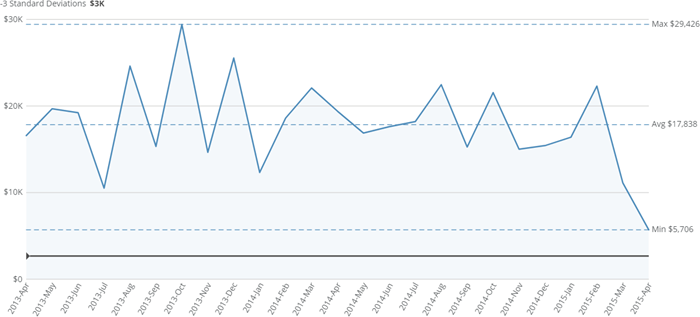 -3 Standard Deviations $3K
$30K
Max $29,426
$20K
Avg $17,838
$10K
Min $5,706
$0
2013-Apr
2013-May
2013-Jun
2013-Jul
2013-Aug
2013-Sep
2013-Oct
2013-Nov
2013-Dec
2014-Jan
2014-Feb
2014-Mar
2014-Apr
2014-May
2014-Jun
2014-Jul
2014-Aug
2014-Sep
2014-Oct
2014-Nov
2014-Dec
2015-Jan
2015-Feb
2015-Mar
2015-Apr